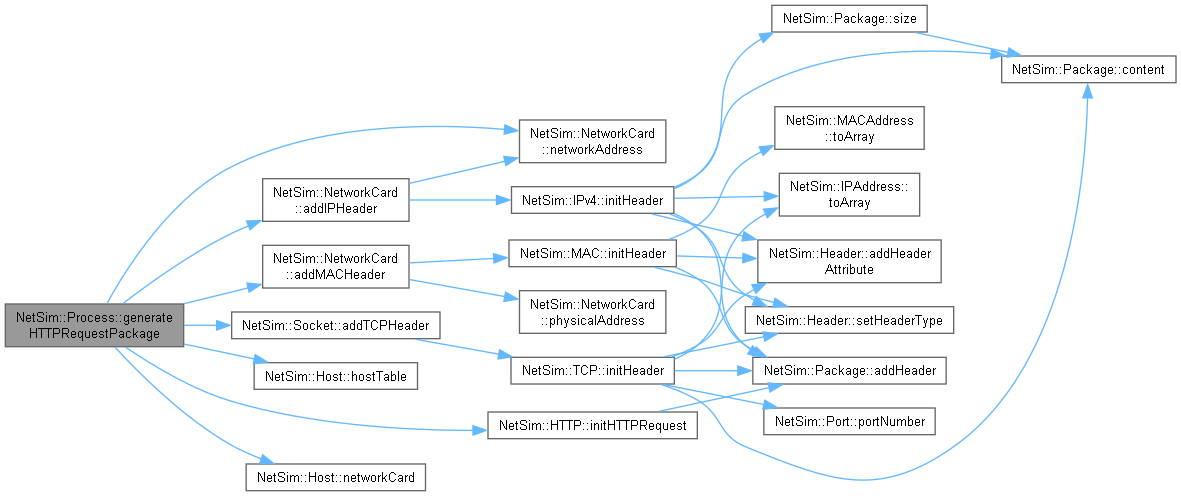 NetSim::Process::generate
HTTPRequestPackage
NetSim::NetworkCard
::networkAddress
NetSim::NetworkCard
::addIPHeader
NetSim::NetworkCard
::addMACHeader
NetSim::Socket::addTCPHeader
NetSim::Host::hostTable
NetSim::HTTP::initHTTPRequest
NetSim::Host::networkCard
NetSim::IPv4::initHeader
NetSim::MAC::initHeader
NetSim::NetworkCard
::physicalAddress
NetSim::TCP::initHeader
NetSim::Package::size
NetSim::Package::content
NetSim::MACAddress
::toArray
NetSim::IPAddress::
toArray
NetSim::Header::addHeader
Attribute
NetSim::Header::setHeaderType
NetSim::Package::addHeader
NetSim::Port::portNumber